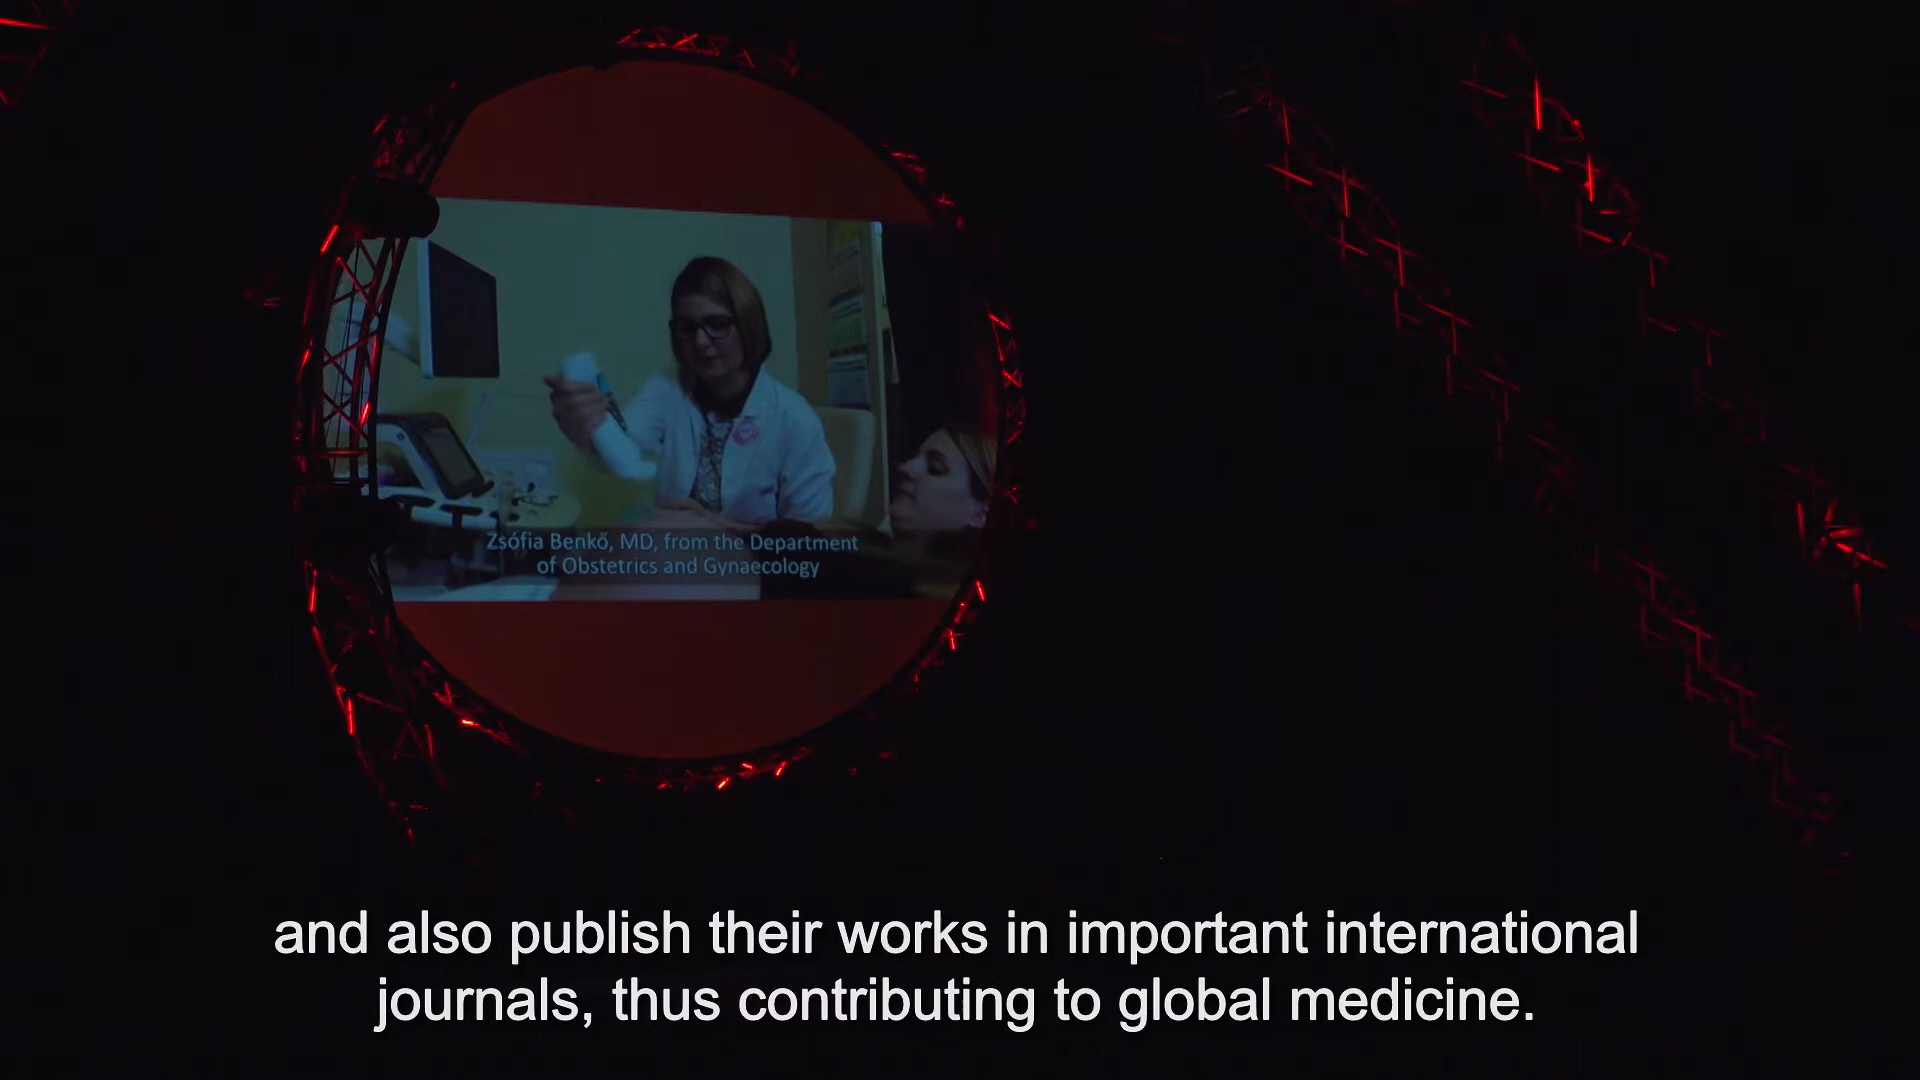 Zsófia Benkő, MD, from the Department
of Obstetrics and Gynaecology
and also publish their works in important international
journals, thus contributing to global medicine.